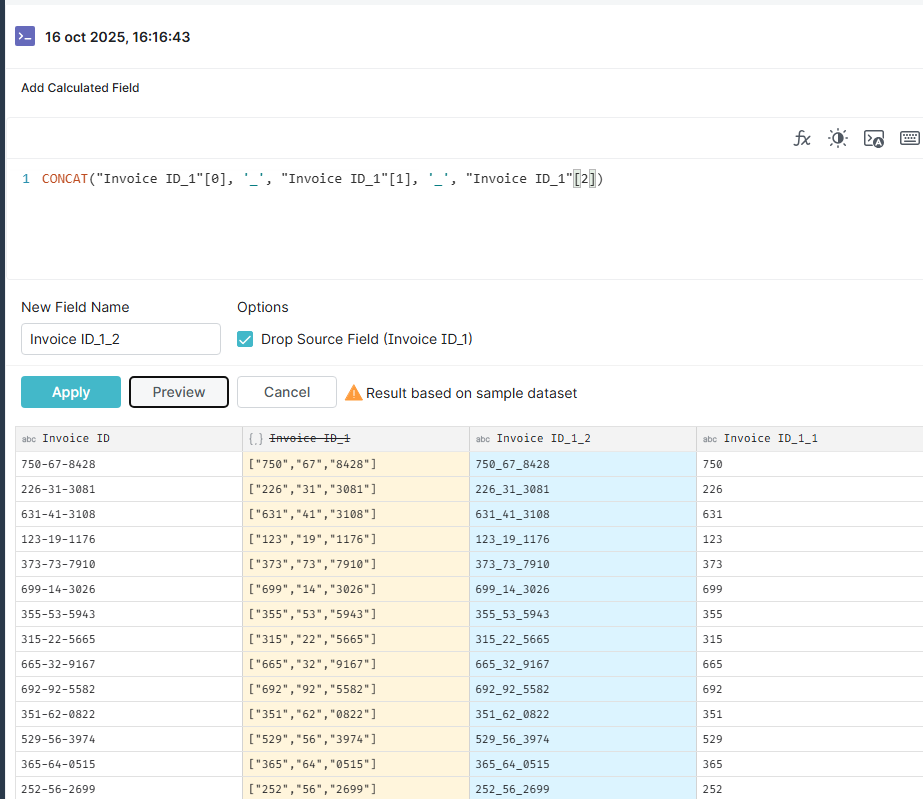 16 oct 2025, 16:16:43
Add Calculated Field
1 CONCAT("Invoice ID_1"[0], '_', "Invoice ID_1"[1], '_', "Invoice ID_1"[2])
New Field Name Options
Invoice ID_1_2 Drop Source Field (Invoice ID_1)
Apply Preview Cancel Result based on sample dataset
abc Invoice ID {,} Invoice ID_1 abc Invoice ID_1_2 abc Invoice ID_1_1
750-67-8428 ["750","67","8428"] 750_67_8428 750
226-31-3081 ["226","31","3081"] 226_31_3081 226
631-41-3108 ["631","41","3108"] 631_41_3108 631
123-19-1176 ["123","19","1176"] 123_19_1176 123
373-73-7910 ["373","73","7910"] 373_73_7910 373
699-14-3026 ["699","14","3026"] 699_14_3026 699
355-53-5943 ["355","53","5943"] 355_53_5943 355
315-22-5665 ["315","22","5665"] 315_22_5665 315
665-32-9167 ["665","32","9167"] 665_32_9167 665
692-92-5582 ["692","92","5582"] 692_92_5582 692
351-62-0822 ["351","62","0822"] 351_62_0822 351
529-56-3974 ["529","56","3974"] 529_56_3974 529
365-64-0515 ["365","64","0515"] 365_64_0515 365
252-56-2699 ["252","56","2699"] 252_56_2699 252